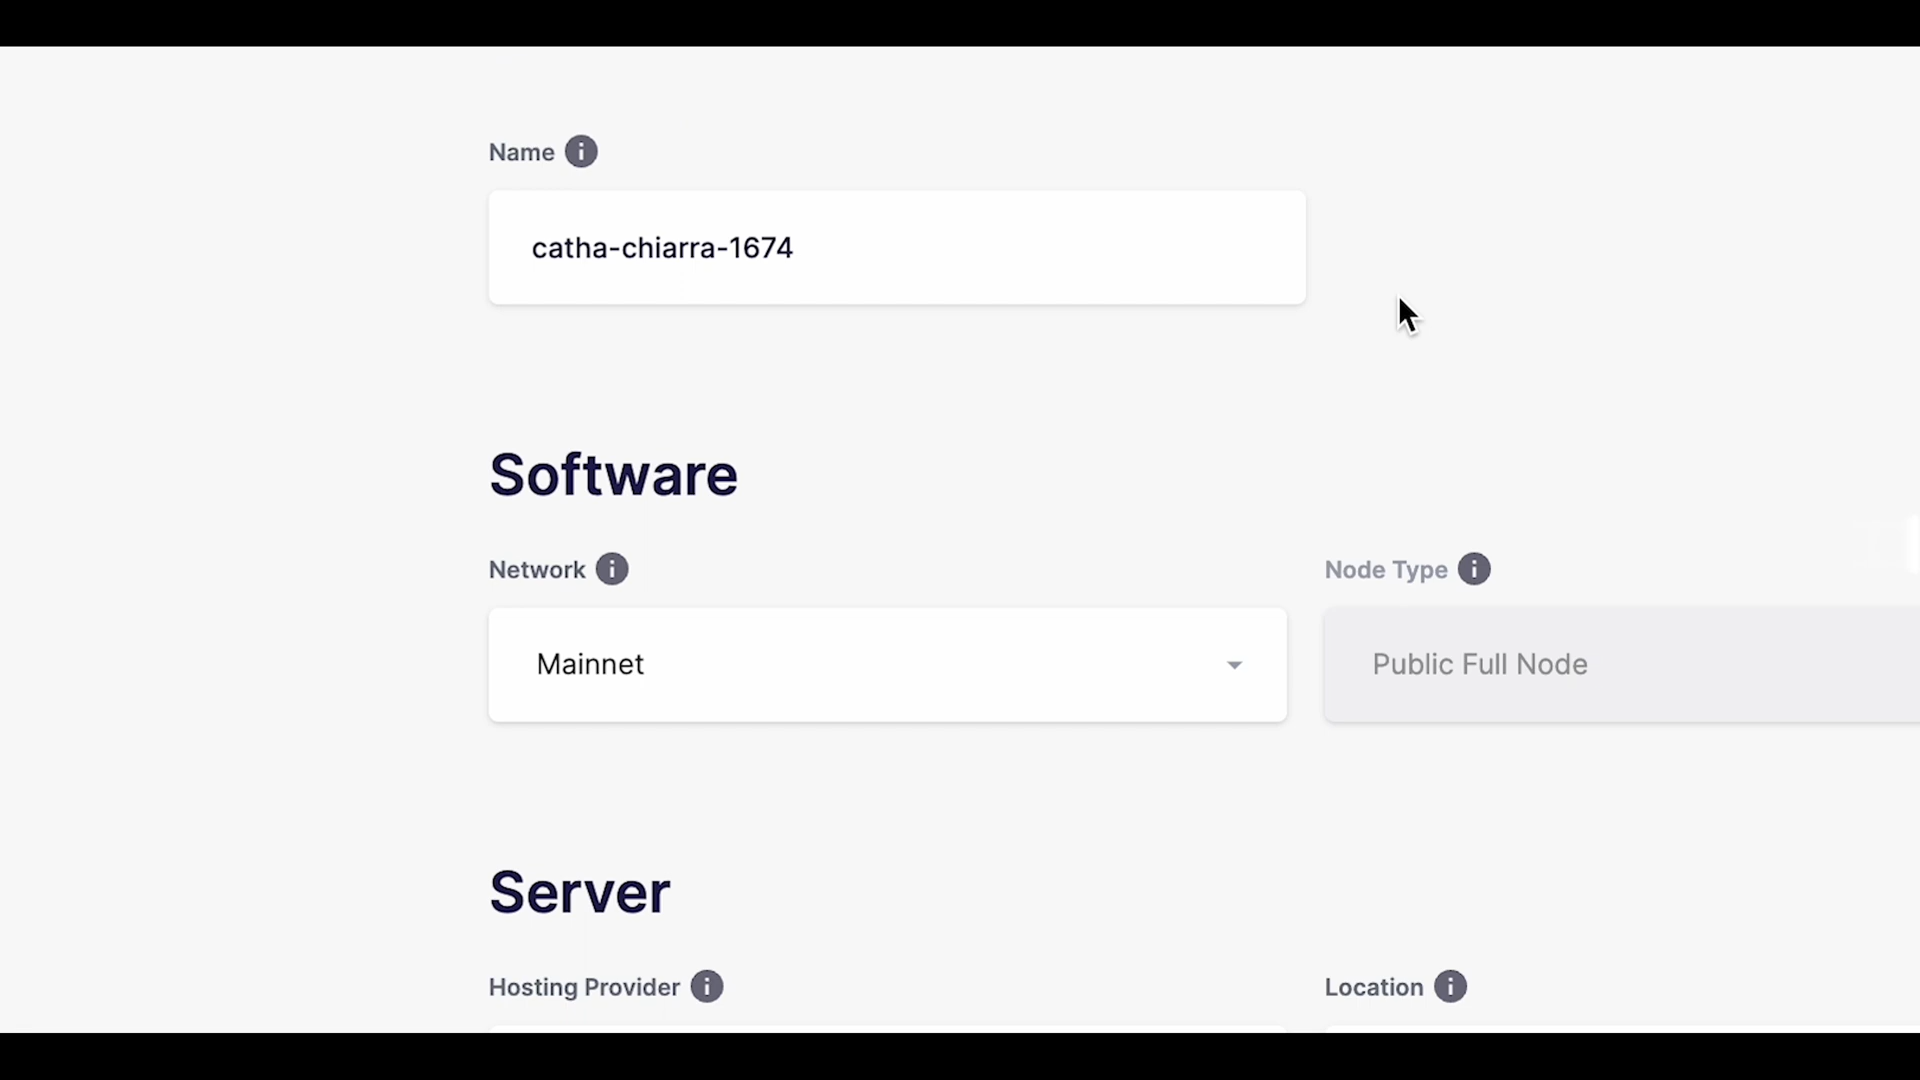 Name
catha-chiarra-1674
Software
Network
Node Type
Mainnet
Public Full Node
Server
Hosting Provider
Location